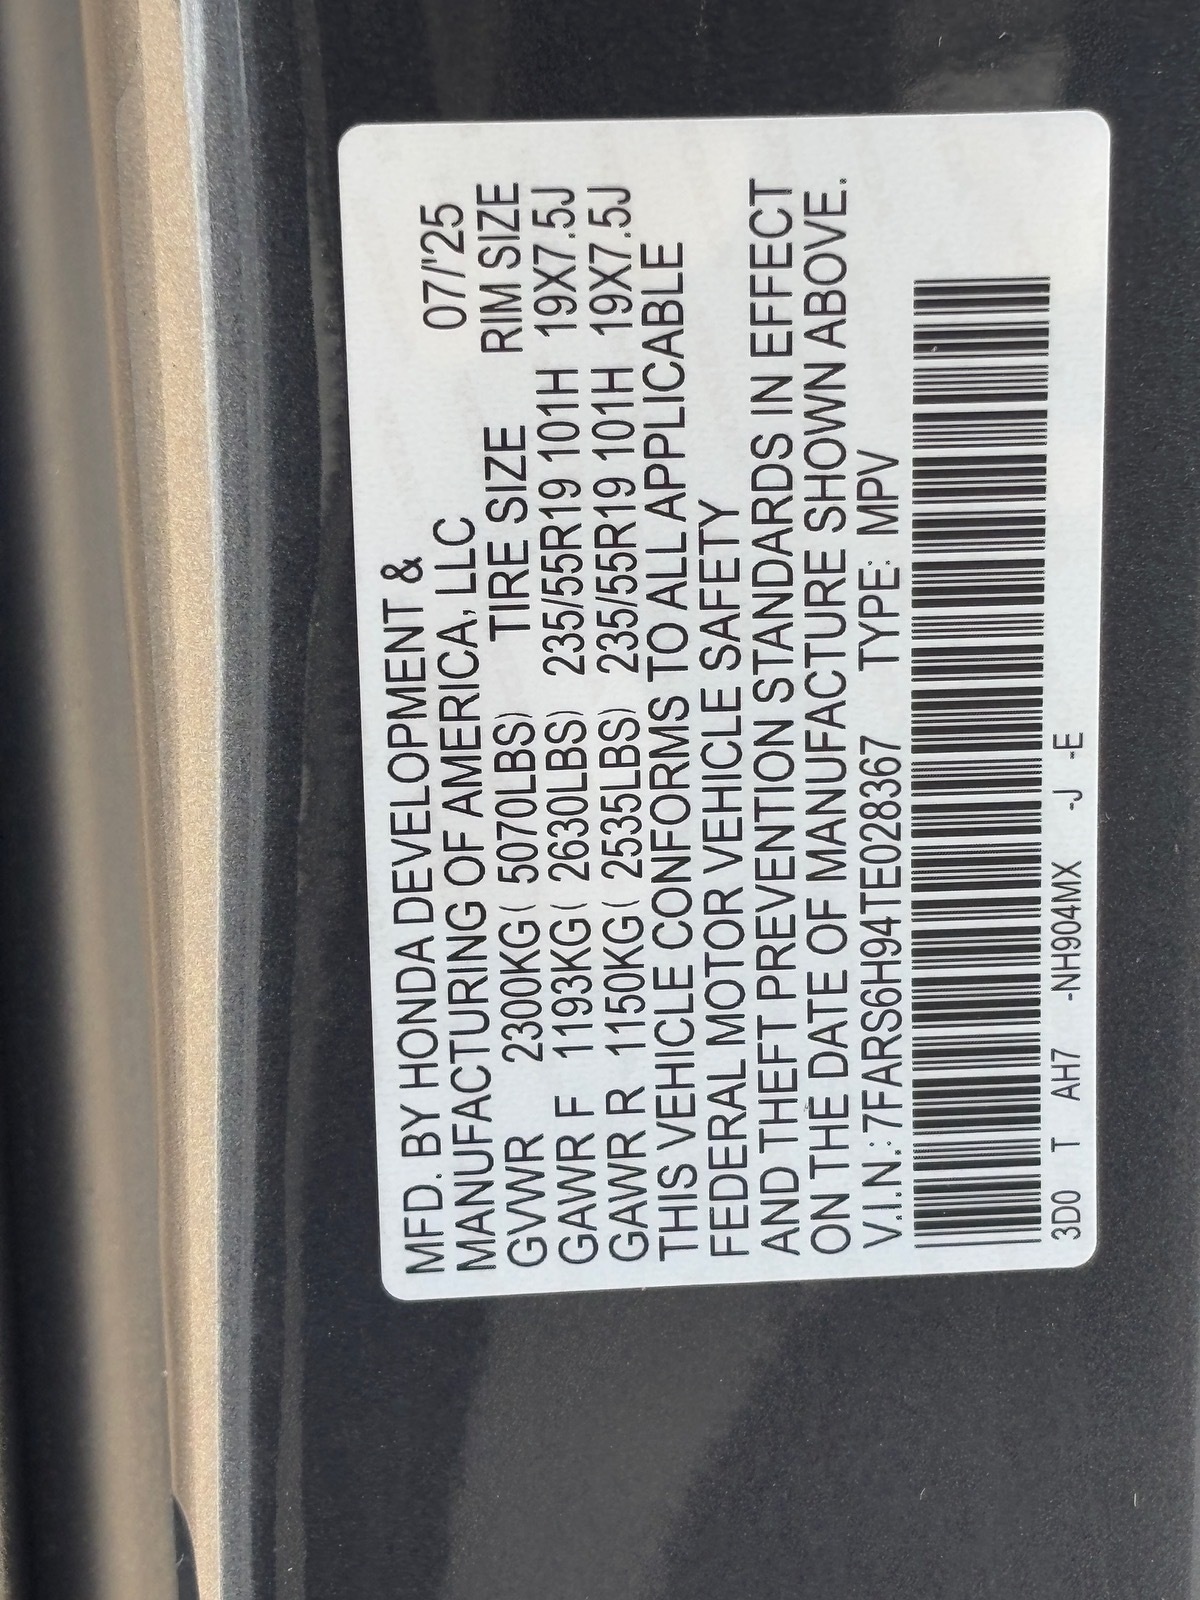 MFD. BY HONDA DEVELOPMENT &
MANUFACTURING OF AMERICA, LLC 07/'25
GVWR 2300KG( 5070LBS) TIRE SIZE RIM SIZE
GAWR F 1193KG( 2630LBS) 235/55R19 101H 19X7.5J
GAWR R 1150KG( 2535LBS) 235/55R19 101H 19X7.5J
THIS VEHICLE CONFORMS TO ALL APPLICABLE
FEDERAL MOTOR VEHICLE SAFETY
AND THEFT PREVENTION STANDARDS IN EFFECT
ON THE DATE OF MANUFACTURE SHOWN ABOVE.
V.I.N.: 7FARS6H94TE028367 TYPE: MPV
3D0 T AH7 -NH904MX -J -E